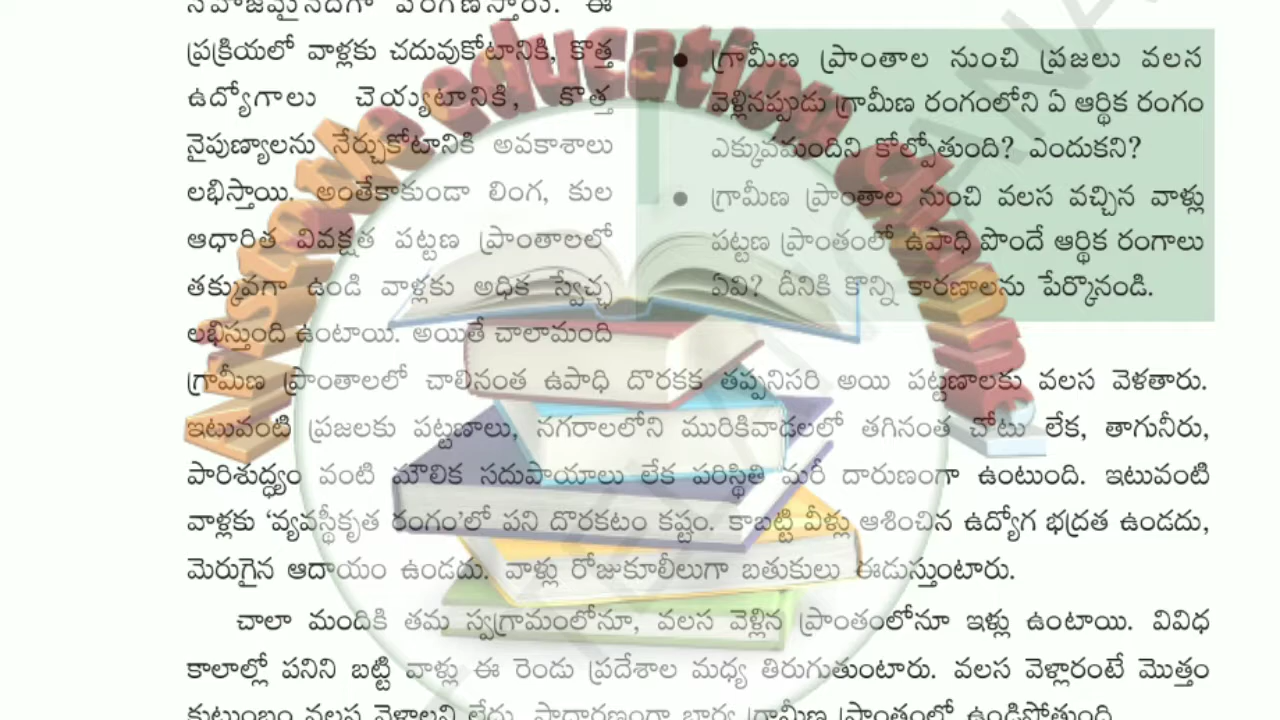 ప్రక్రియలో వాళ్లకు చదువుకోటానికి, కొత్త
ఉద్యోగాలు చెయ్యటానికి, కొత్త
నైపుణ్యాలను నేర్చుకోటానికి అవకాశాలు
లభిస్తాయి. అంతేకాకుండా లింగ, కుల
ఆధారిత వివక్షత పట్టణ ప్రాంతాలలో
తక్కువగా ఉండి వాళ్లకు అధిక స్వేచ్ఛ
లభిస్తుంది ఉంటాయి. అయితే చాలామంది
• గ్రామీణ ప్రాంతాల నుంచి ప్రజలు వలస
వెళ్లినప్పుడు గ్రామీణ రంగంలోని ఏ ఆర్థిక రంగం
ఎక్కువమందిని కోల్పోతుంది? ఎందుకని?
• గ్రామీణ ప్రాంతాల నుంచి వలస వచ్చిన వాళ్లు
పట్టణ ప్రాంతంలో ఉపాధి పొందే ఆర్థిక రంగాలు
ఏవి? దీనికి కొన్ని కారణాలను పేర్కొనండి.
గ్రామీణ ప్రాంతాలలో చాలినంత ఉపాధి దొరకక తప్పనిసరి అయి పట్టణాలకు వలస వెళతారు.
ఇటువంటి ప్రజలకు పట్టణాలు, నగరాలలోని మురికివాడలలో తగినంత చోటు లేక, తాగునీరు,
పారిశుద్ధ్యం వంటి మౌలిక సదుపాయాలు లేక పరిస్థితి మరీ దారుణంగా ఉంటుంది. ఇటువంటి
వాళ్లకు ‘వ్యవస్థీకృత రంగం’లో పని దొరకటం కష్టం. కాబట్టి వీళ్లు ఆశించిన ఉద్యోగ భద్రత ఉండదు,
మెరుగైన ఆదాయం ఉండదు. వాళ్లు రోజుకూలీలుగా బతుకులు ఈడుస్తుంటారు.
చాలా మందికి తమ స్వగ్రామంలోనూ, వలస వెళ్లిన ప్రాంతంలోనూ ఇళ్లు ఉంటాయి. వివిధ
కాలాల్లో పనిని బట్టి వాళ్లు ఈ రెండు ప్రదేశాల మధ్య తిరుగుతుంటారు. వలస వెళ్లారంటే మొత్తం
కుటుంబం వలస వెళ్లాలని లేదు. సాధారణంగా భార్య గ్రామీణ ప్రాంతంలో ఉండిపోతుంది.
education